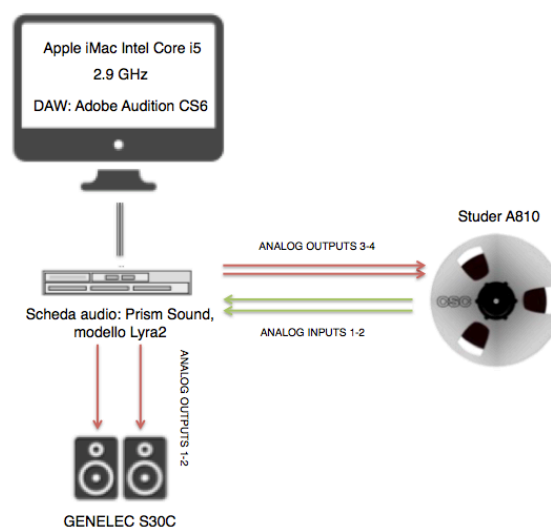 Apple iMac Intel Core i5
2.9 GHz
DAW: Adobe Audition CS6
Studer A810
ANALOG OUTPUTS 3-4
Scheda audio: Prism Sound,
modello Lyra2
ANALOG INPUTS 1-2
ANALOG OUTPUTS 1-2
GENELEC S30C